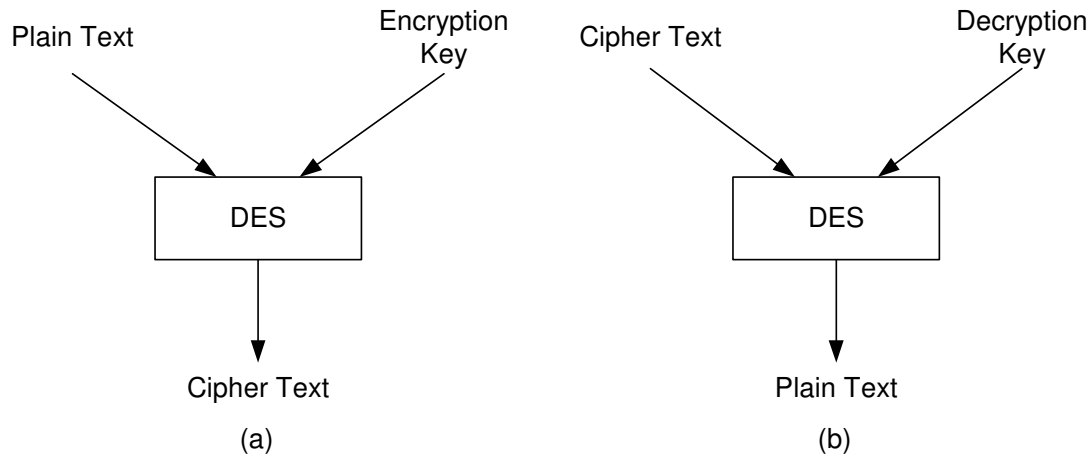 Plain Text
Encryption
Key
DES
Cipher Text
(a)
Cipher Text
Decryption
Key
DES
Plain Text
(b)